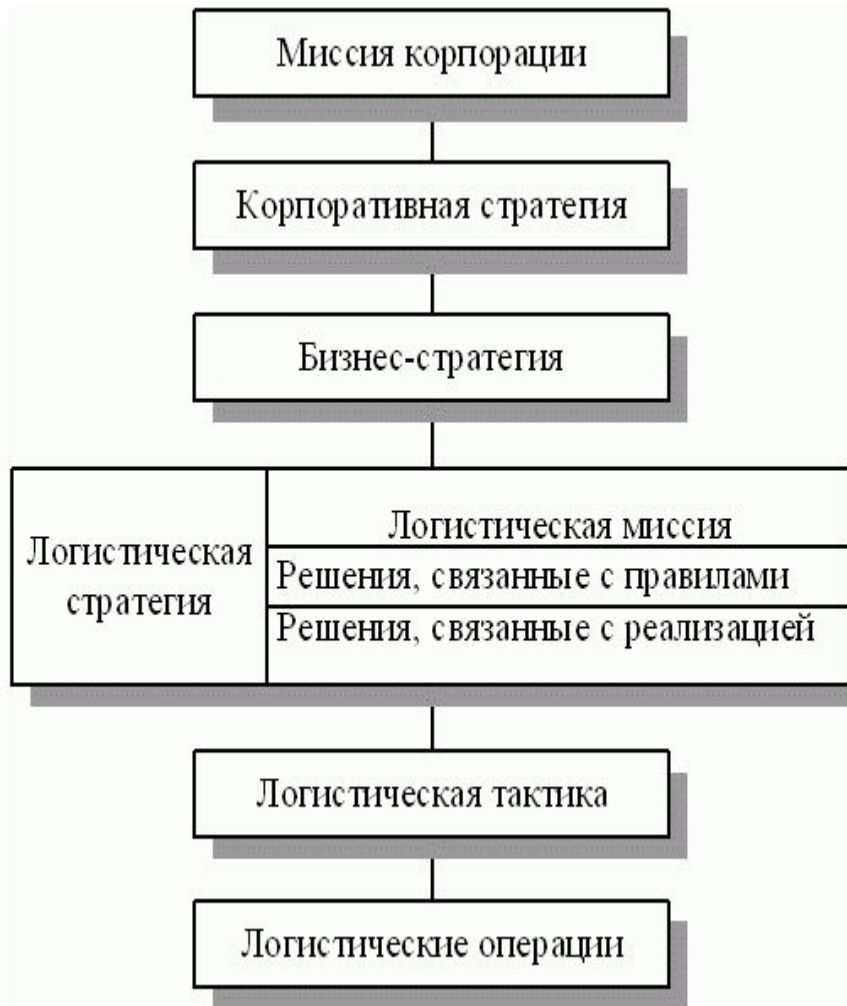 Миссия корпорации
Корпоративная стратегия
Бизнес-стратегия
Логистическая
стратегия
Логистическая миссия
Решения, связанные с правилами
Решения, связанные с реализацией
Логистическая тактика
Логистические операции